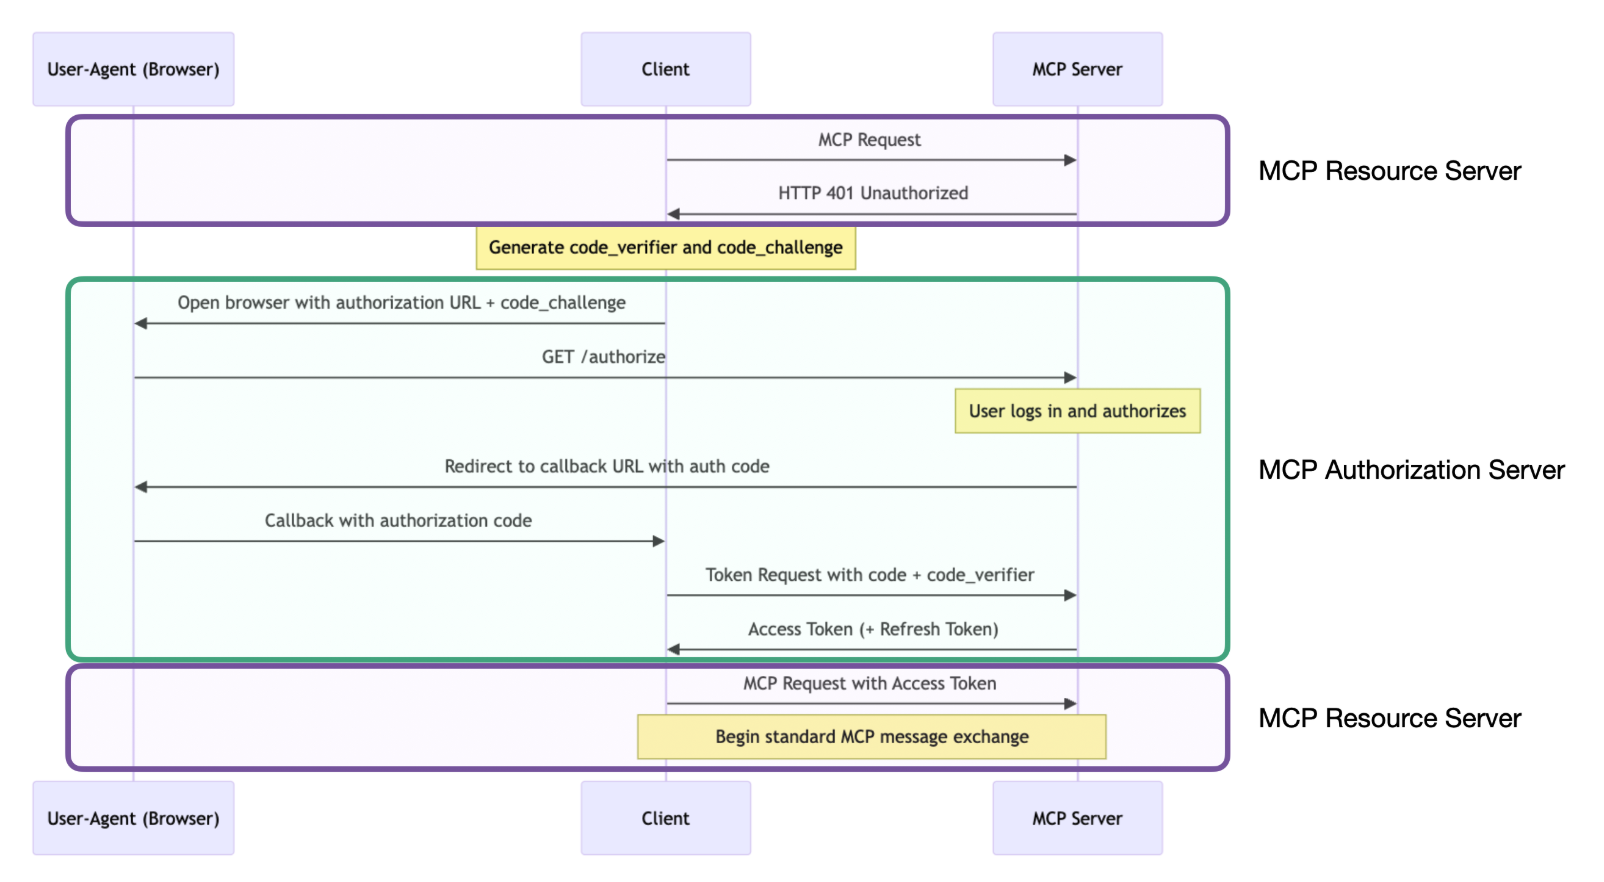 User-Agent (Browser)
Client
MCP Server
MCP Request
HTTP 401 Unauthorized
MCP Resource Server
Generate code_verifier and code_challenge
Open browser with authorization URL + code_challenge
GET /authorize
User logs in and authorizes
Redirect to callback URL with auth code
MCP Authorization Server
Callback with authorization code
Token Request with code + code_verifier
Access Token (+ Refresh Token)
MCP Request with Access Token
MCP Resource Server
Begin standard MCP message exchange
User-Agent (Browser)
Client
MCP Server